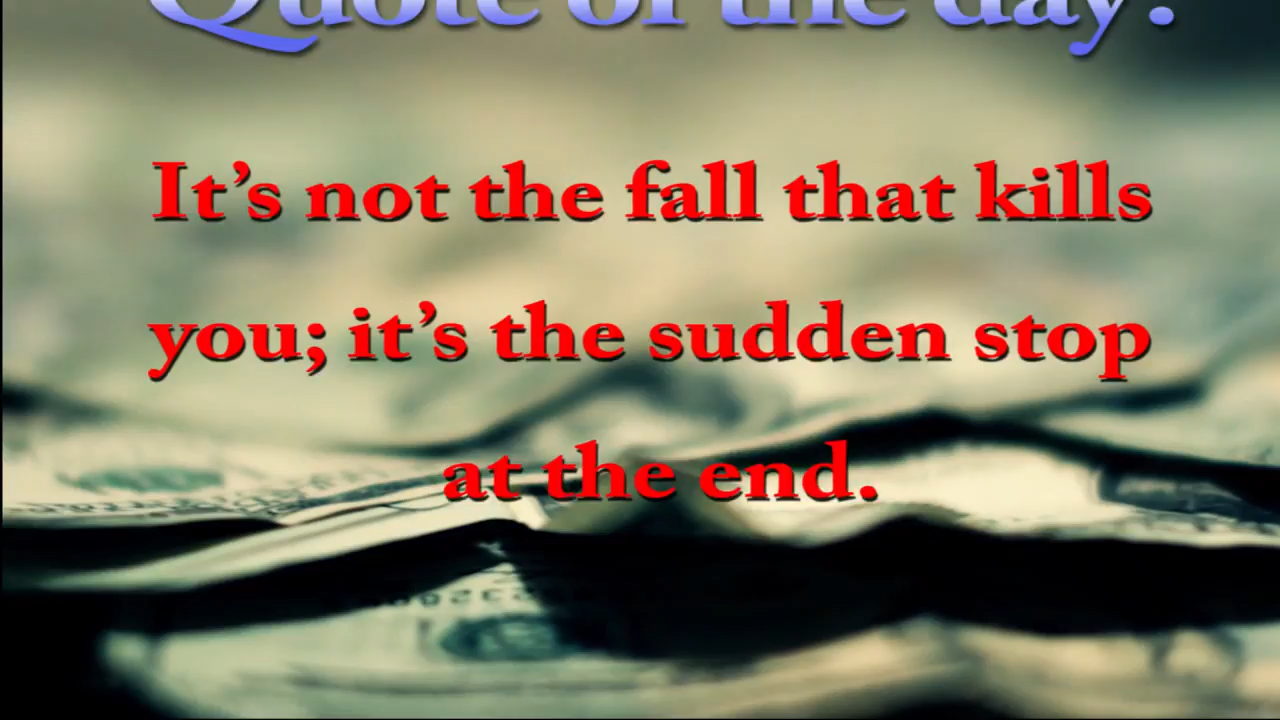 Quote of the day:
It’s not the fall that kills
you; it’s the sudden stop
at the end.